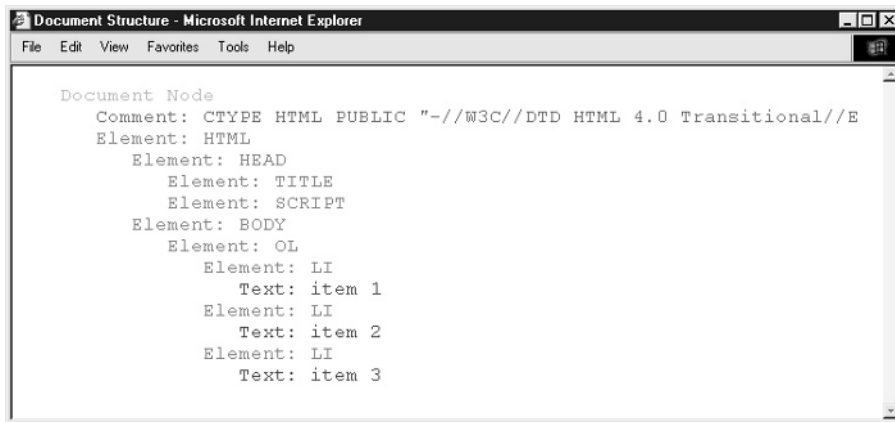 Document Structure - Microsoft Internet Explorer
File Edit View Favorites Tools Help
Document Node
Comment: CTYPE HTML PUBLIC "-//W3C//DTD HTML 4.0 Transitional//E
Element: HTML
Element: HEAD
Element: TITLE
Element: SCRIPT
Element: BODY
Element: OL
Element: LI
Text: item 1
Element: LI
Text: item 2
Element: LI
Text: item 3